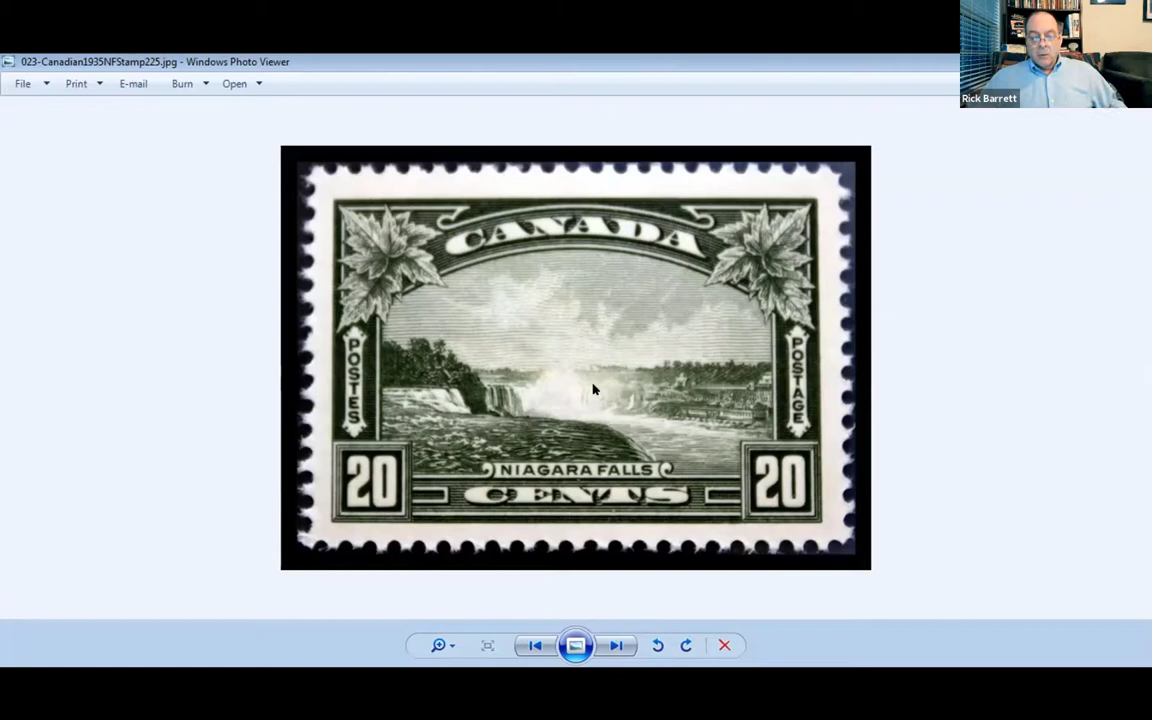 023-Canadian1935NFStamp225.jpg - Windows Photo Viewer
File Print E-mail Burn Open
Rick Barrett
CANADA
POSTES
POSTAGE
20
NIAGARA FALLS
20
CENTS